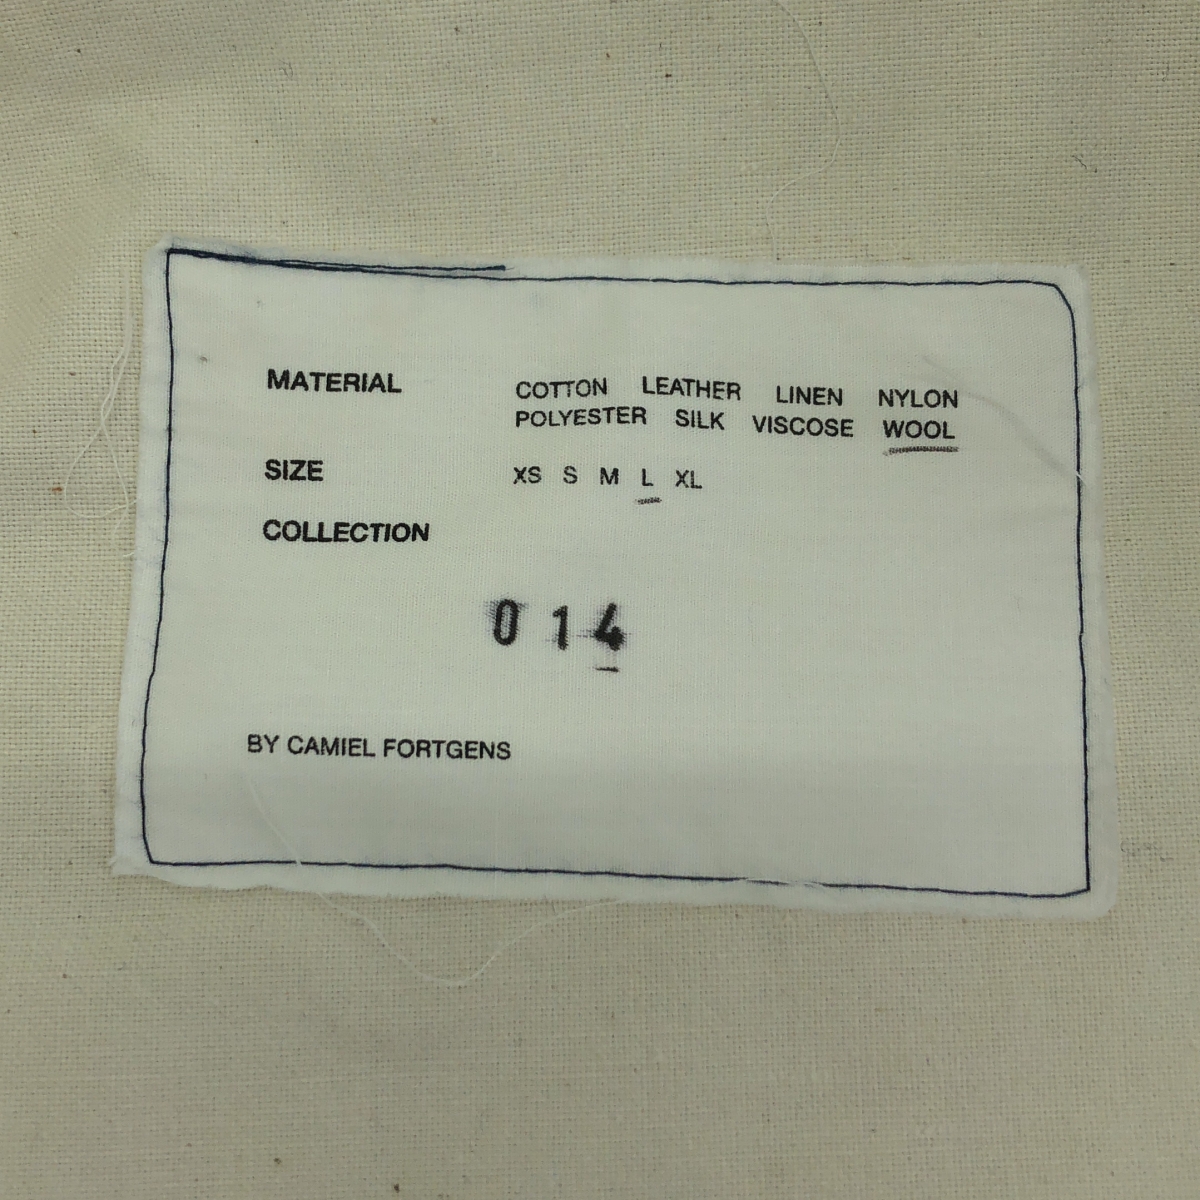 MATERIAL COTTON LEATHER LINEN NYLON
POLYESTER SILK VISCOSE WOOL
SIZE XS S M L XL
COLLECTION
014
BY CAMIEL FORTGENS